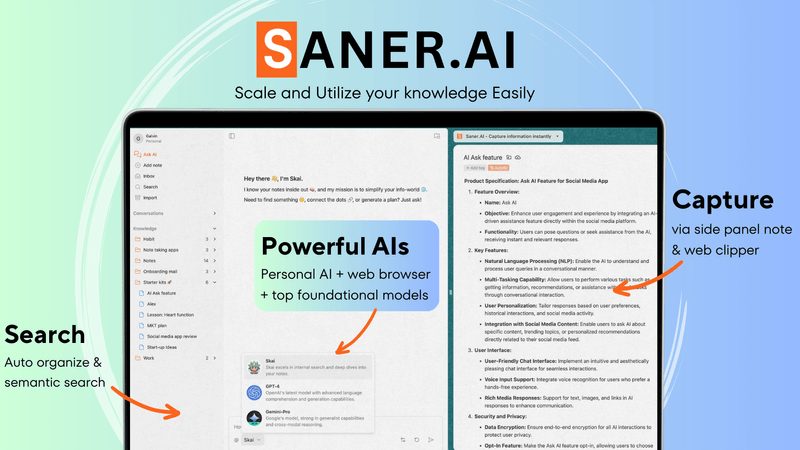 SANER.AI
Scale and Utilize your knowledge Easily
Galvin
Personal
Ask AI
Add note
Inbox
Search
Import
Conversations
Knowledge
Habit 3
Note taking apps 3
Notes 14
Onboarding mail 3
Starter kits 6
AI Ask feature
Alex
Lesson: Heart function
MKT plan
Social media app review
Start-up ideas
Work 2
Hey there 👋, I'm Skai.
I know your notes inside out 🧠, and my mission is to simplify your info-world 🌐.
Need to find something 🤔, connect the dots 🔗, or generate a plan? Just ask!
Powerful AIs
Personal AI + web browser
+ top foundational models
Skai
Skai excels in internal search and deep dives into
your notes.
GPT-4
OpenAI's latest model with advanced language
comprehension and generation capabilities.
Gemini-Pro
Google's model, strong in generalist capabilities
and cross-modal reasoning.
@ Skai
Saner.AI - Capture information instantly
AI Ask feature
Add tag
Product Specification: Ask AI Feature for Social Media App
1. Feature Overview:
• Name: Ask AI
• Objective: Enhance user engagement and experience by integrating an AI-
driven assistance feature directly within the social media platform.
• Functionality: Users can pose questions or seek assistance from the AI,
receiving instant and relevant responses.
2. Key Features:
• Natural Language Processing (NLP): Enable the AI to understand and
process user queries in a conversational manner.
• Multi-Tasking Capability: Allow users to perform various tasks such as
getting information, recommendations, or assistance with
through conversational interaction.
• User Personalization: Tailor responses based on user preferences,
historical interactions, and social media activity.
• Integration with Social Media Content: Enable users to ask AI about
specific content, trending topics, or personalized recommendations
directly related to their social media feed.
3. User Interface:
• User-Friendly Chat Interface: Implement an intuitive and aesthetically
pleasing chat interface for seamless interactions.
• Voice Input Support: Integrate voice recognition for users who prefer a
hands-free experience.
• Rich Media Responses: Support for text, images, and links in AI
responses to enhance communication.
4. Security and Privacy:
• Data Encryption: Ensure end-to-end encryption for all AI interactions to
protect user privacy.
• Opt-In Feature: Make the Ask AI feature opt-in, allowing users to choose
Capture
via side panel note
& web clipper
Search
Auto organize &
semantic search